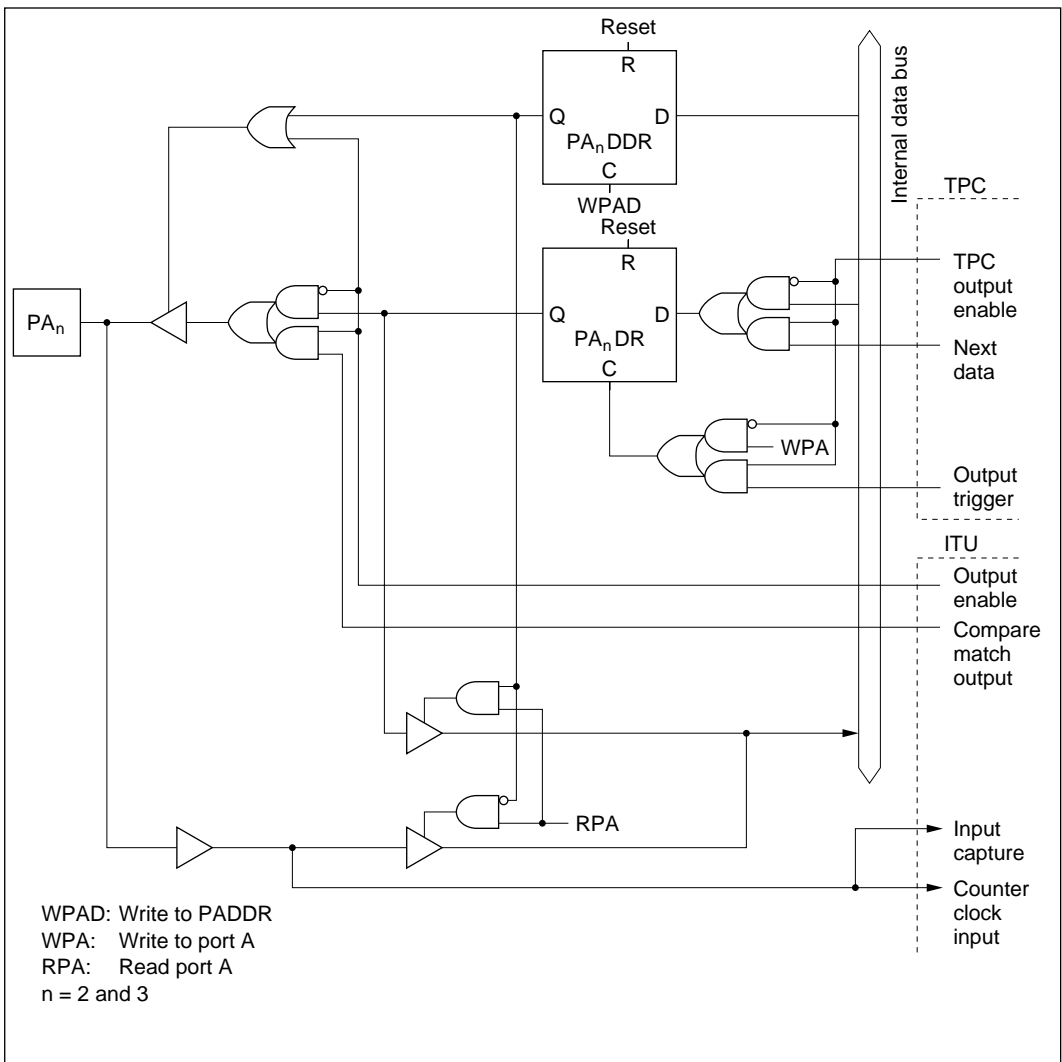 Reset
R
Q
D
PAnDDR
C
WPAD
Internal data bus
TPC
Reset
R
TPC
output
enable
PAn
Q
D
PAnDR
C
Next
data
WPA
Output
trigger
ITU
Output
enable
Compare
match
output
RPA
Input
capture
Counter
clock
input
WPAD: Write to PADDR
WPA: Write to port A
RPA: Read port A
n = 2 and 3